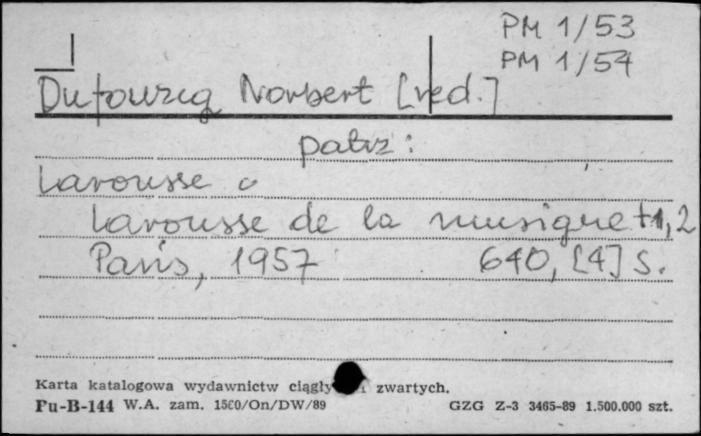 PM 1/53
PM 1/54
Dufourcq Norbert [red.]
patrz:
Larousse
Larousse de la musique t 1, 2
Paris, 1957 640, [4] s.
Karta katalogowa wydawnictw ciągły zwartych.
Pu-B-144 W.A. zam. 1500/On/DW/89 GZG Z-3 3465-89 1.500.000 szt.